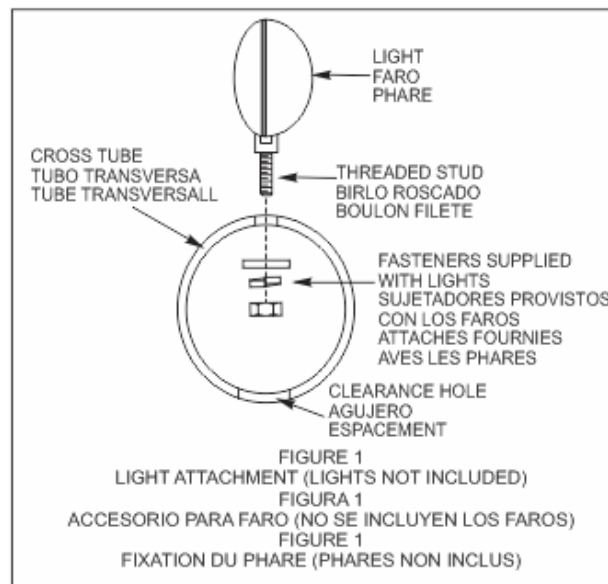 LIGHT
FARO
PHARE
CROSS TUBE
TUBO TRANSVERSA
TUBE TRANSVERSALL
THREADED STUD
BIRLO ROSCADO
BOULON FILETE
FASTENERS SUPPLIED
WITH LIGHTS
SUJETADORES PROVISTOS
CON LOS FAROS
ATTACHES FOURNIES
AVES LES PHARES
CLEARANCE HOLE
AGUJERO
ESPACEMENT
FIGURE 1
LIGHT ATTACHMENT (LIGHTS NOT INCLUDED)
FIGURA 1
ACCESORIO PARA FARO (NO SE INCLUYEN LOS FAROS)
FIGURE 1
FIXATION DU PHARE (PHARES NON INCLUS)